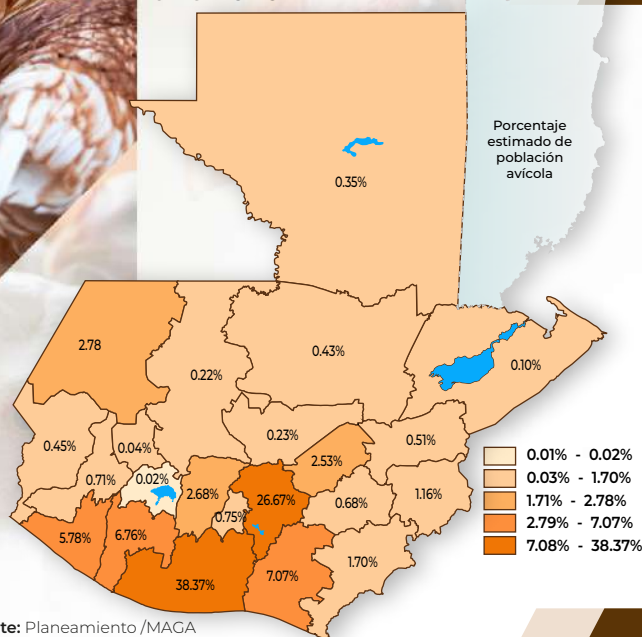 Porcentaje
estimado de
población
avícola
0.35%
2.78
0.22%
0.43%
0.10%
0.45%
0.04%
0.23%
0.51%
2.53%
0.71%
0.02%
2.68%
26.67%
0.75%
0.68%
1.16%
5.78%
6.76%
38.37%
7.07%
1.70%
0.01% - 0.02%
0.03% - 1.70%
1.71% - 2.78%
2.79% - 7.07%
7.08% - 38.37%
te: Planeamiento /MAGA